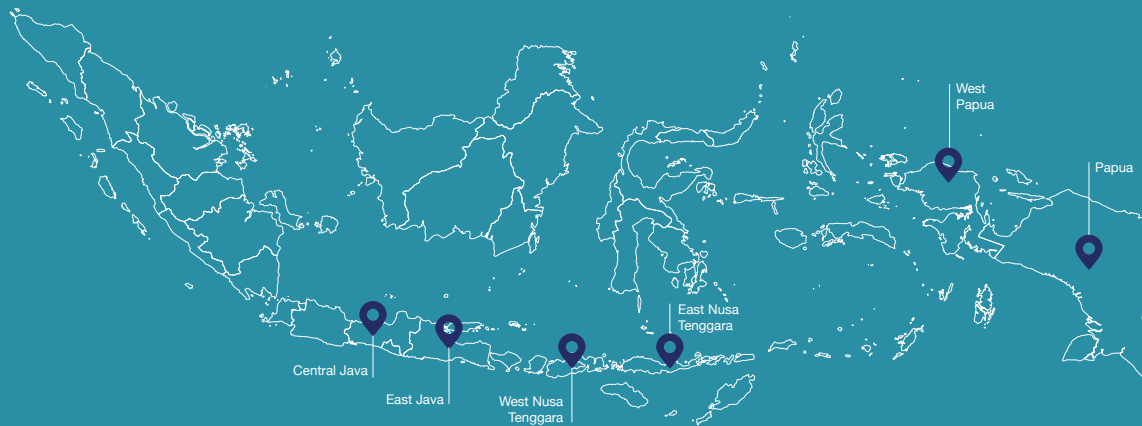 West
Papua
Papua
East Nusa
Tenggara
Central Java
East Java
West Nusa
Tenggara